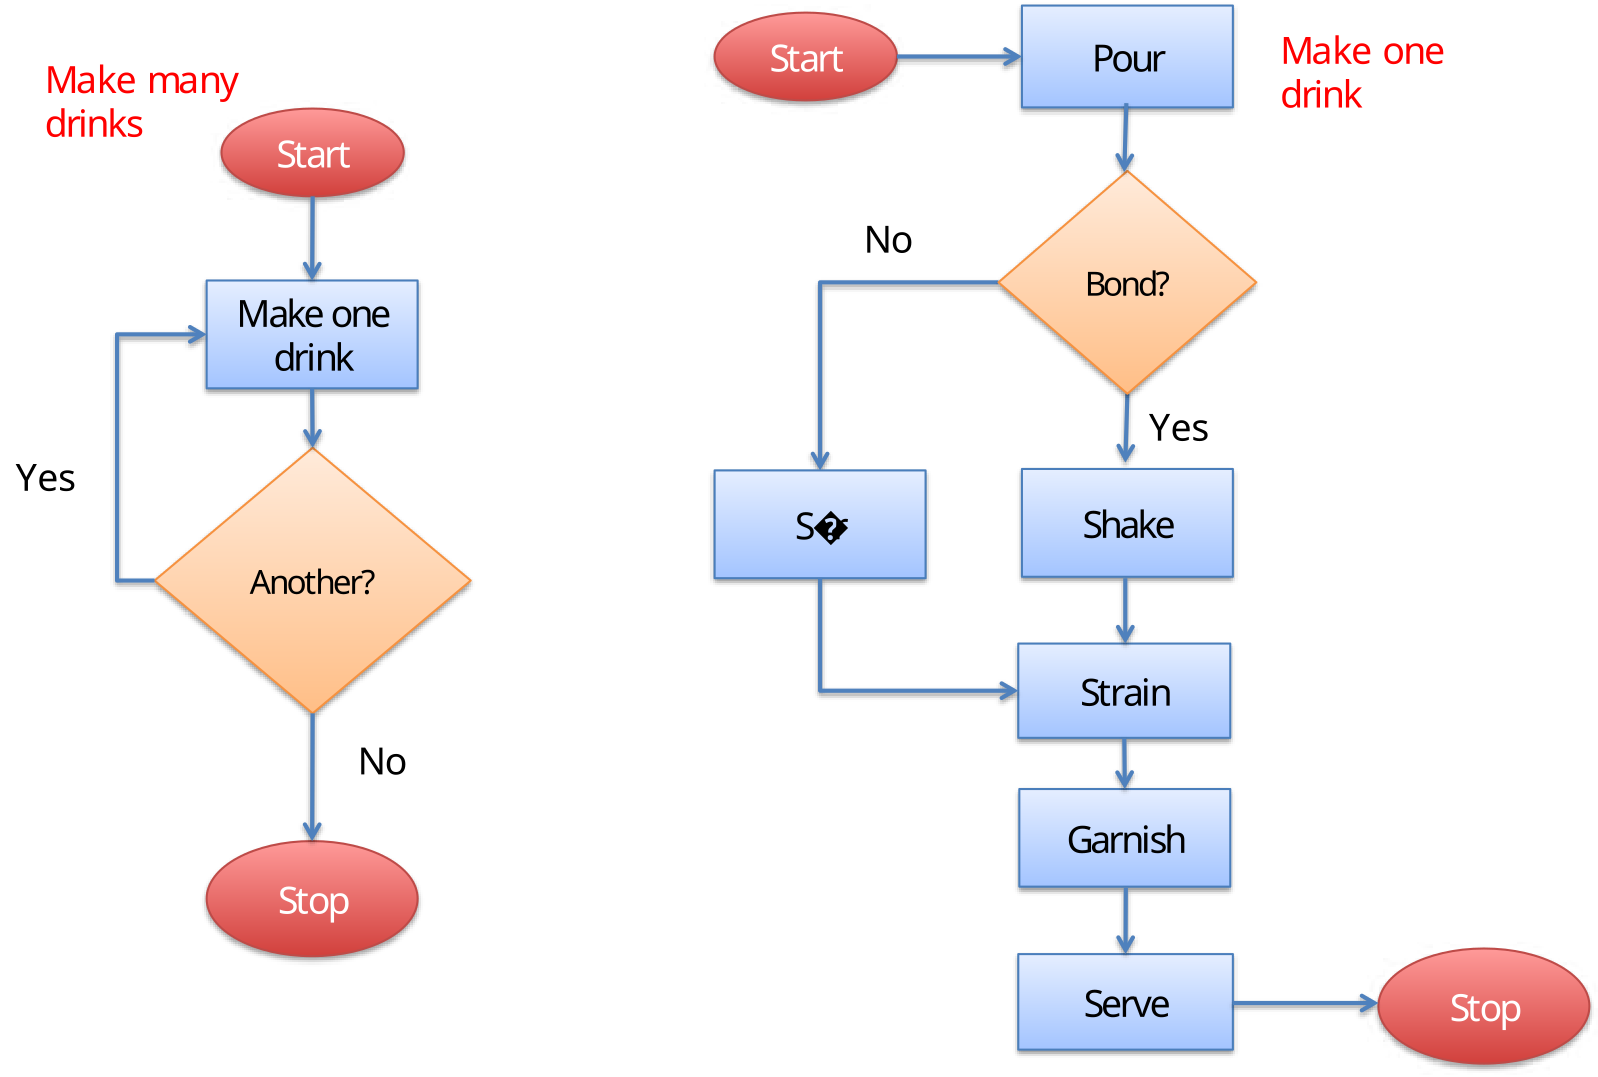 Make many
drinks
Start
Make one
drink
Yes
Another?
No
Stop
Start
Pour
Make one
drink
No
Bond?
Yes
S�r
Shake
Strain
Garnish
Serve
Stop